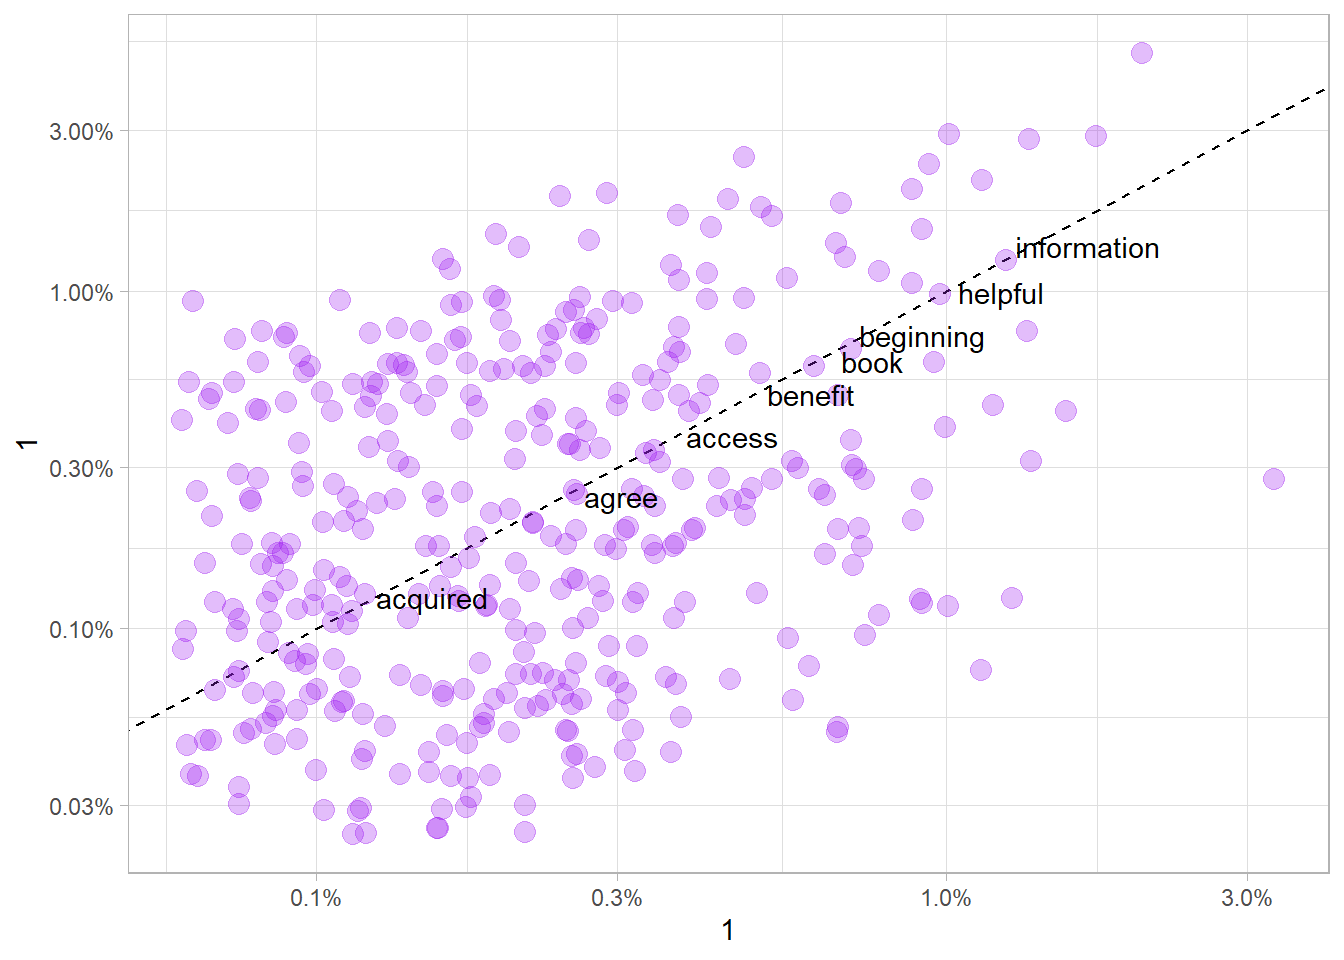 3.00%
1.00%
0.30%
0.10%
0.03%
1
information
helpful
beginning
book
benefit
access
agree
acquired
0.1%
0.3%
1.0%
3.0%
1